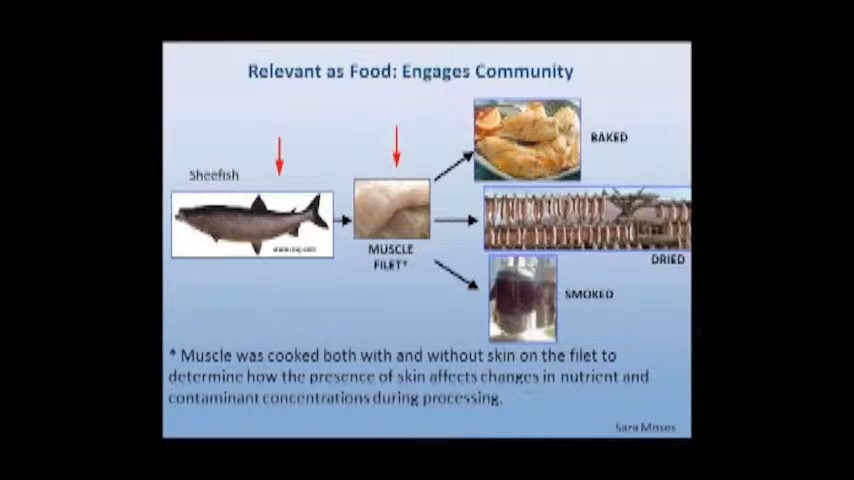 Relevant as Food: Engages Community
Sheefish
BAKED
MUSCLE
FILET*
DRIED
SMOKED
* Muscle was cooked both with and without skin on the filet to
determine how the presence of skin affects changes in nutrient and
contaminant concentrations during processing.
Sara Moses